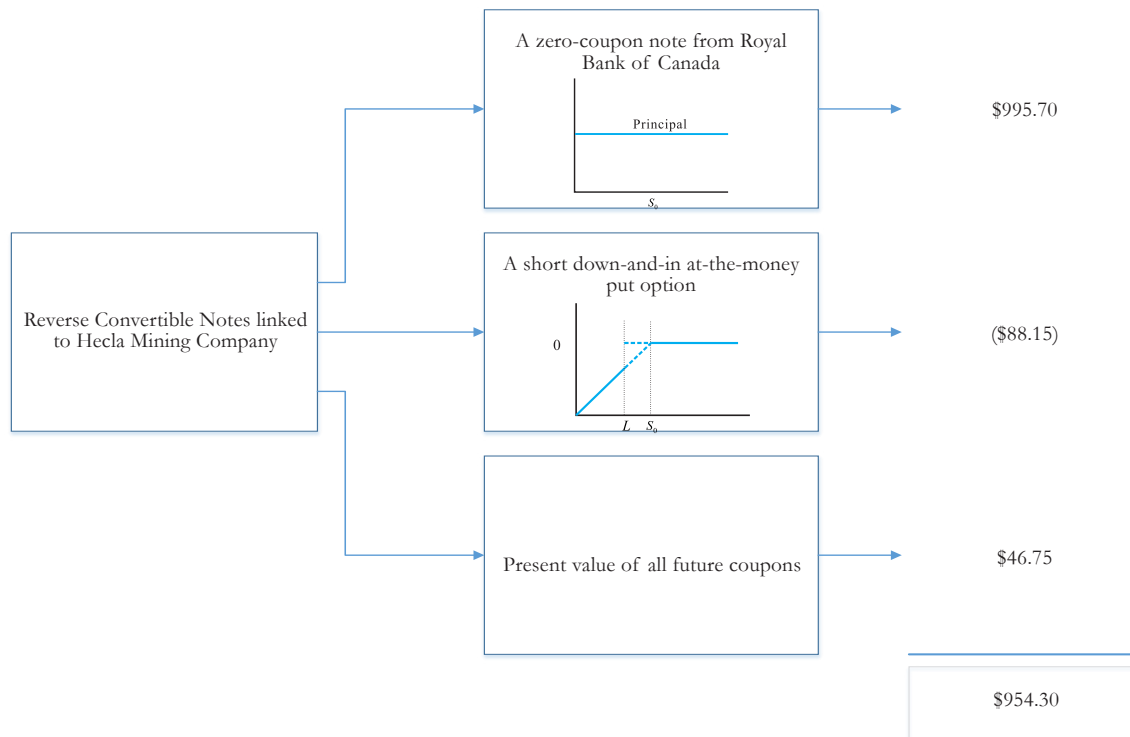 A zero-coupon note from Royal
Bank of Canada
Principal
S₀
$995.70
Reverse Convertible Notes linked
to Hecla Mining Company
A short down-and-in at-the-money
put option
0
L S₀
($88.15)
Present value of all future coupons
$46.75
$954.30